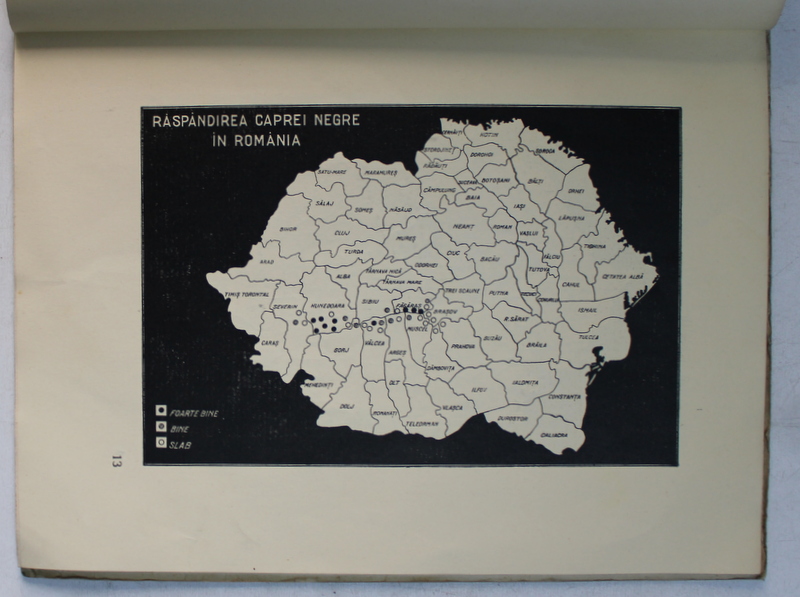 RĂSPÂNDIREA CAPREI NEGRE
ÎN ROMÂNIA
HOTIN
STOROJINEȚ
DOROHOI
SOROCA
RĂDĂUȚI
SATU-MARE
MARAMUREȘ
SUCEAVA
BOTOȘANI
BĂLȚI
CÂMPULUNG
ORHEI
BAIA
SĂLAJ
SOMEȘ
NĂSĂUD
IAȘI
LĂPUȘNA
BIHOR
CLUJ
MUREȘ
NEAMȚ
ROMAN
VASLUI
TIGHINA
TURDA
CIUC
BACĂU
FĂLCIU
ARAD
ODORHEI
TUTOVA
ALBA
TÂRNAVA MICĂ
CETATEA ALBĂ
TÂRNAVA MARE
CAHUL
TIMIȘ TORONTAL
SEVERIN
HUNEDOARA
SIBIU
FĂGĂRAȘ
TREI SCAUNE
PUTNA
BRAȘOV
ISMAIL
R. SĂRAT
MUSCEL
CARAȘ
GORJ
VÂLCEA
ARGEȘ
PRAHOVA
BUZĂU
BRĂILA
TULCEA
DÂMBOVIȚA
MEHEDINȚI
OLT
ILFOV
IALOMIȚA
CONSTANȚA
DOLJ
ROMANAȚI
VLAȘCA
TELEORMAN
DUROSTOR
CALIACRA
FOARTE BINE
BINE
SLAB
13